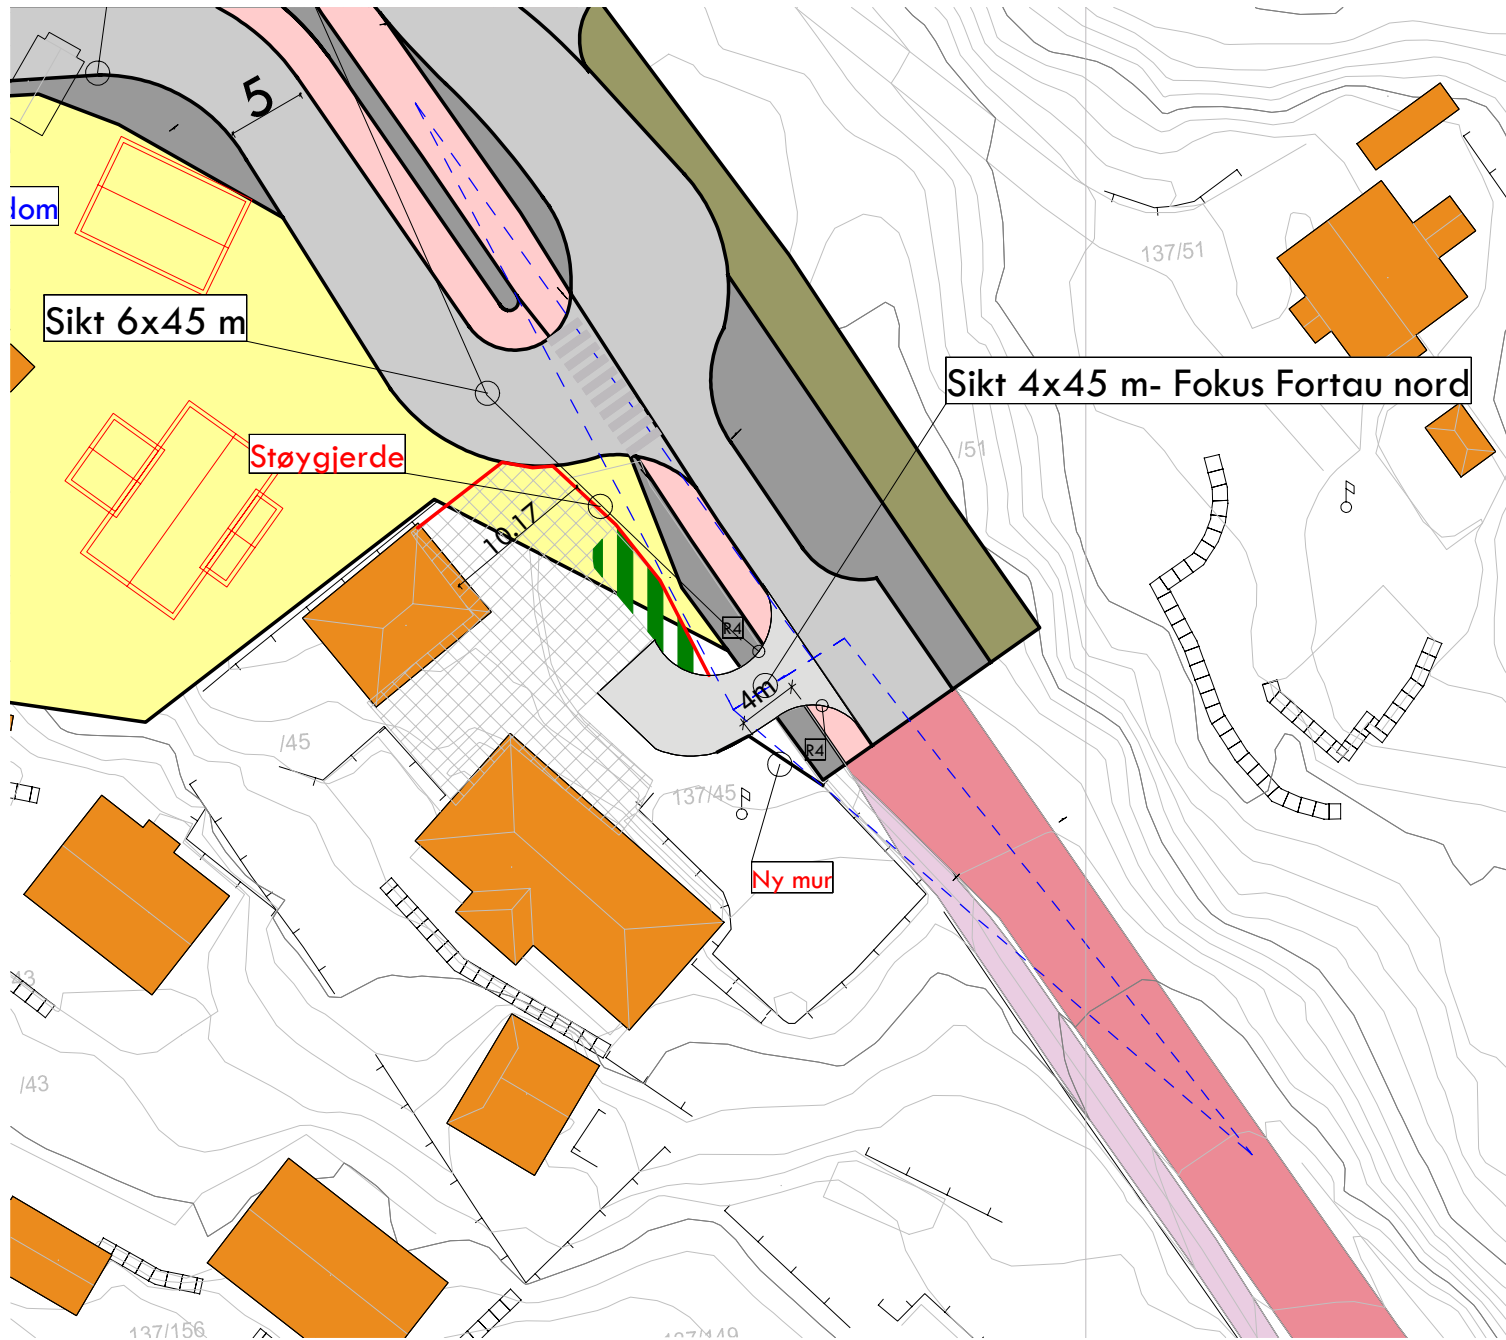 5
dom
137/51
Sikt 6x45 m
Sikt 4x45 m- Fokus Fortau nord
Støygjerde
/51
10.17
R4
4m
/45
R4
137/45
Ny mur
43
/43
137/156
137/149